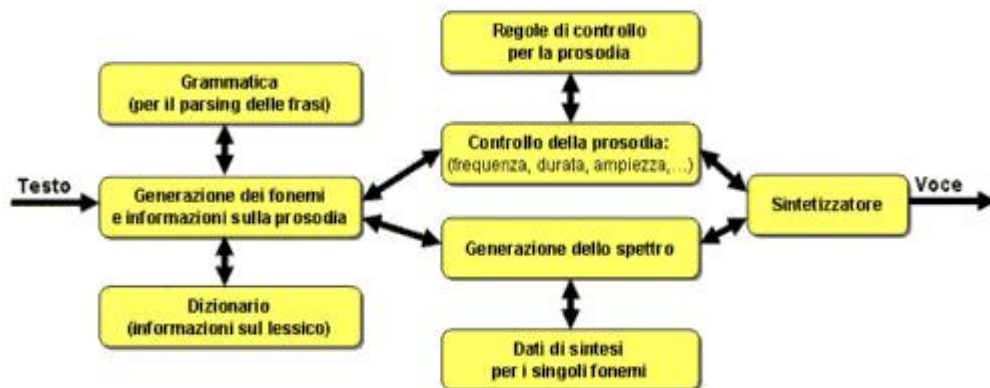 Regole di controllo
per la prosodia
Grammatica
(per il parsing delle frasi)
Controllo della prosodia:
(frequenza, durata, ampiezza,...)
Testo
Generazione dei fonemi
e informazioni sulla prosodia
Sintetizzatore
Voce
Generazione dello spettro
Dizionario
(informazioni sul lessico)
Dati di sintesi
per i singoli fonemi